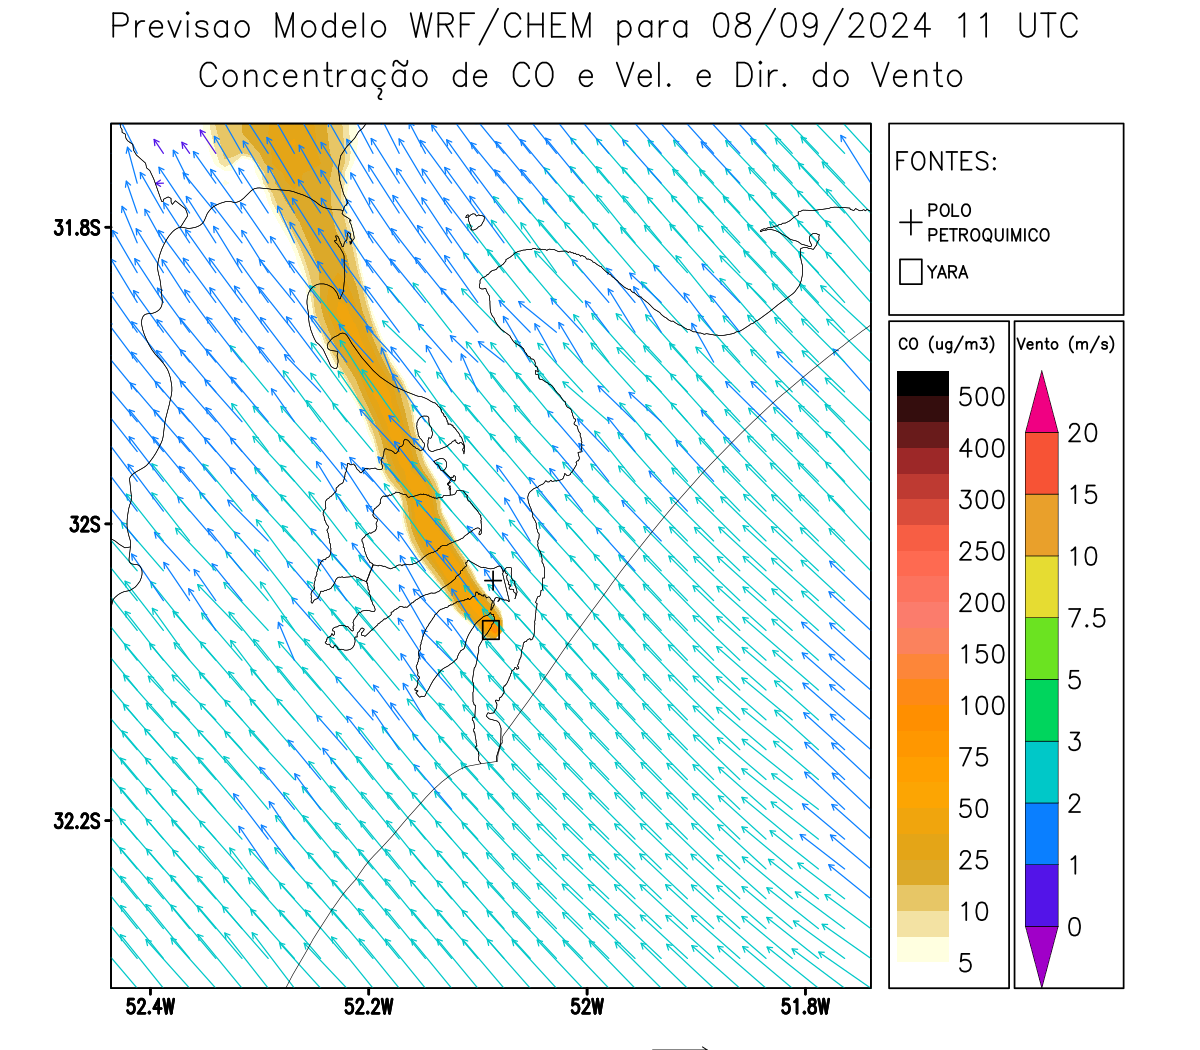 Previsao Modelo WRF/CHEM para 08/09/2024 11 UTC
Concentração de CO e Vel. e Dir. do Vento
FONTES:
POLO
PETROQUIMICO
YARA
CO (ug/m3)
500
400
300
250
200
150
100
75
50
25
10
5
Vento (m/s)
20
15
10
7.5
5
3
2
1
0
31.8S
32S
32.2S
52.4W
52.2W
52W
51.8W